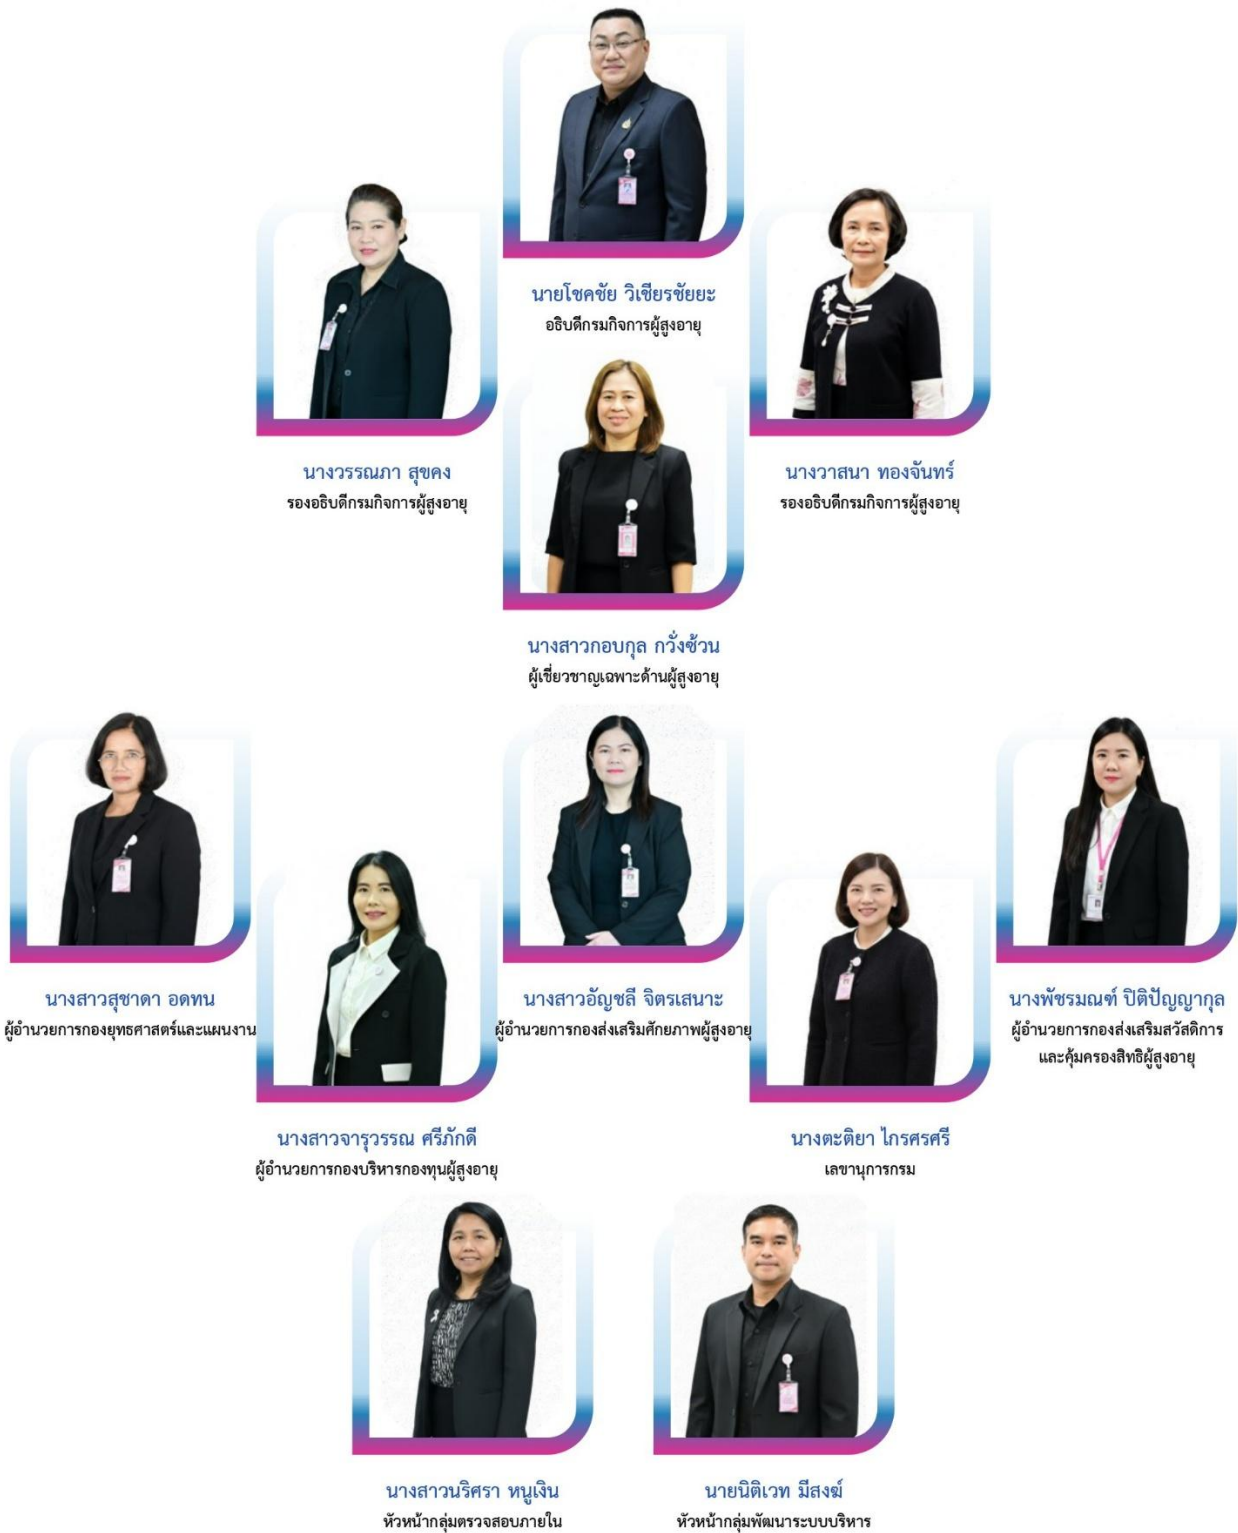 นายโชคชัย วิเชียรชัยยะ
อธิบดีกรมกิจการผู้สูงอายุ
นางวรรณภา สุขคง
รองอธิบดีกรมกิจการผู้สูงอายุ
นางวาสนา ทองจันทร์
รองอธิบดีกรมกิจการผู้สูงอายุ
นางสาวกอบกุล กวั่งซ้วน
ผู้เชี่ยวชาญเฉพาะด้านผู้สูงอายุ
นางสาวสุชาดา อดทน
ผู้อำนวยการกองยุทธศาสตร์และแผนงาน
นางสาวอัญชลี จิตรเสนาะ
ผู้อำนวยการกองส่งเสริมศักยภาพผู้สูงอายุ
นางพัชรมณฑ์ ปิติปัญญากุล
ผู้อำนวยการกองส่งเสริมสวัสดิการ
และคุ้มครองสิทธิผู้สูงอายุ
นางสาวจารุวรรณ ศรีภักดี
ผู้อำนวยการกองบริหารกองทุนผู้สูงอายุ
นางตะติยา ไกรศรศรี
เลขานุการกรม
นางสาวนริศรา หนูเงิน
หัวหน้ากลุ่มตรวจสอบภายใน
นายนิติเวท มีสงฆ์
หัวหน้ากลุ่มพัฒนาระบบบริหาร